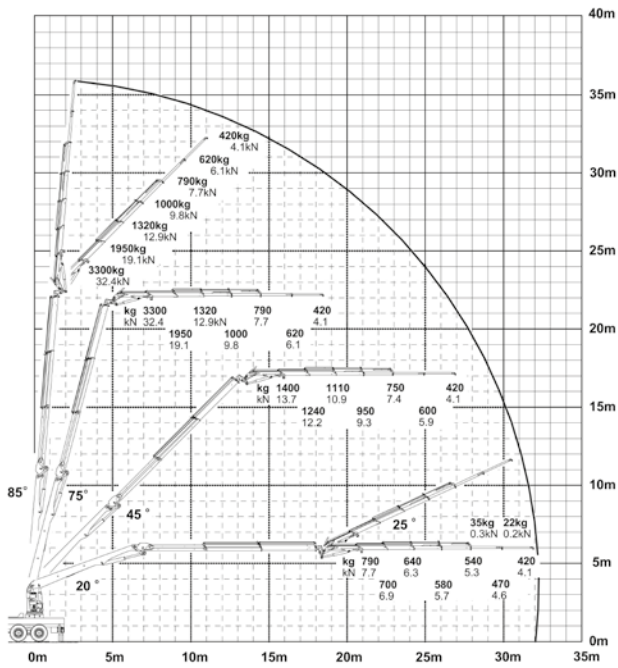 40m
35m
420kg
4.1kN
620kg
6.1kN
790kg
7.7kN
1000kg
9.8kN
30m
1320kg
12.9kN
1950kg
19.1kN
3300kg
32.4kN
25m
kg 3300 1320 790 420
kN 32.4 12.9kN 7.7 4.1
1950 1000 620
19.1 9.8 6.1
20m
kg 1400 1110 750 420
kN 13.7 10.9 7.4 4.1
1240 950 600
12.2 9.3 5.9
15m
85° 75°
45°
10m
25°
35kg 22kg
0.3kN 0.2kN
kg 790 640 540 420
kN 7.7 6.3 5.3 4.1
5m
20°
700 580 470
6.9 5.7 4.6
0m
0m 5m 10m 15m 20m 25m 30m 35m